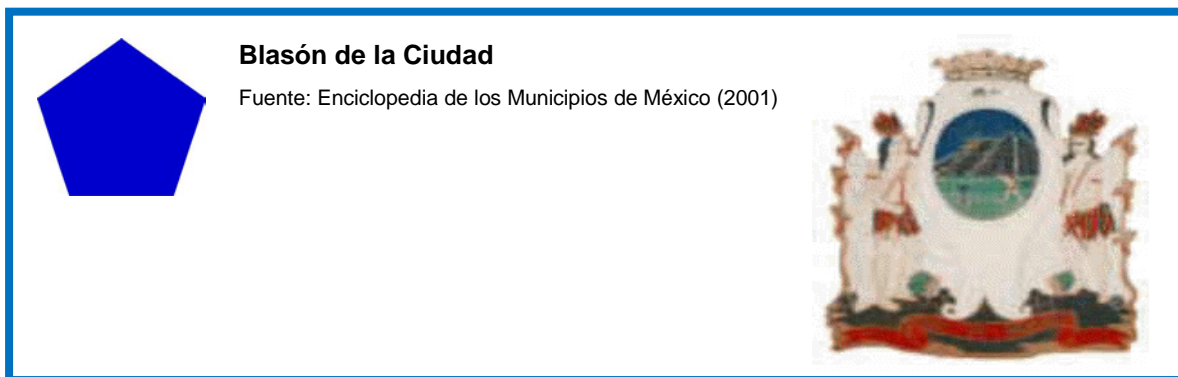 Blasón de la Ciudad
Fuente: Enciclopedia de los Municipios de México (2001)